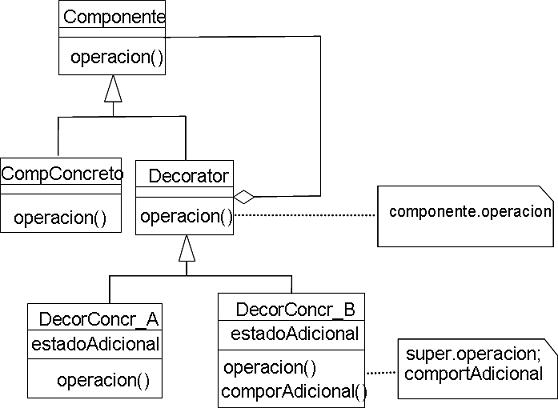 Componente
operacion()
CompConcreto
operacion()
Decorator
operacion()
componente.operacion
DecorConcr_A
estadoAdicional
operacion()
DecorConcr_B
estadoAdicional
operacion()
comporAdicional()
super.operacion;
comportAdicional